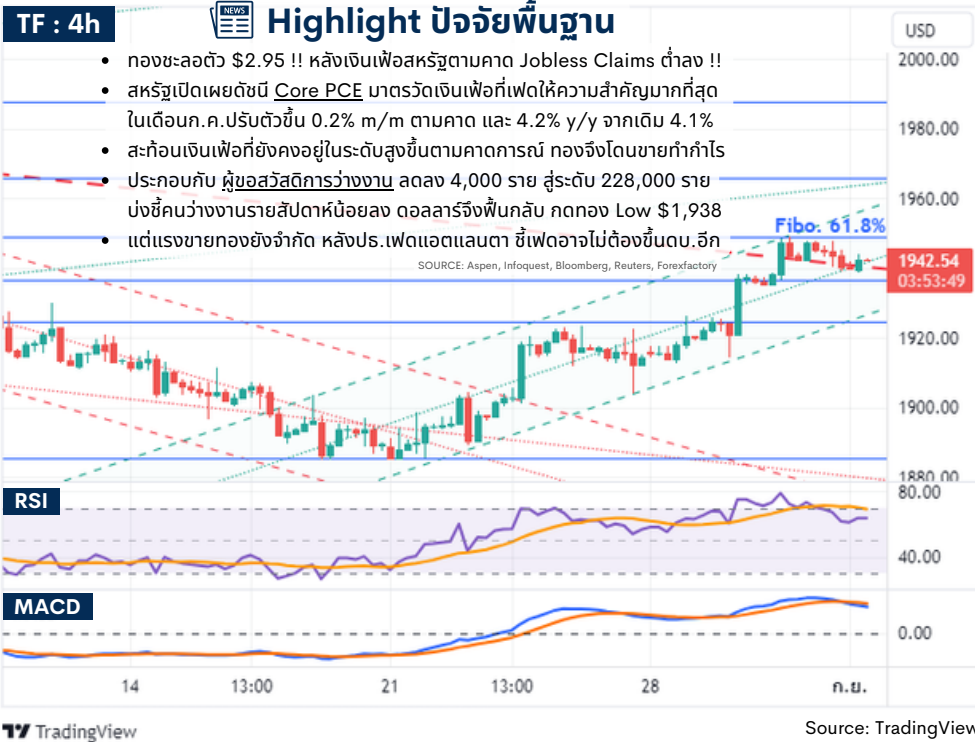 TF : 4h
NEWS
Highlight ปัจจัยพื้นฐาน
USD
• ทองชะลอตัว $2.95 !! หลังเงินเฟ้อสหรัฐตามคาด Jobless Claims ต่ำลง !!
• สหรัฐเปิดเผยดัชนี Core PCE มาตรวัดเงินเฟ้อที่เฟดให้ความสำคัญมากที่สุด
ในเดือนก.ค.ปรับตัวขึ้น 0.2% m/m ตามคาด และ 4.2% y/y จากเดิม 4.1%
• สะท้อนเงินเฟ้อที่ยังคงอยู่ในระดับสูงขึ้นตามคาดการณ์ ทองจึงโดนขายทำกำไร
• ประกอบกับ ผู้ขอสวัสดิการว่างงาน ลดลง 4,000 ราย สู่ระดับ 228,000 ราย
บ่งชี้คนว่างงานรายสัปดาห์น้อยลง ดอลลาร์จึงฟื้นกลับ กดทอง Low $1,938
• แต่แรงขายทองยังจำกัด หลังปธ.เฟดแอตแลนตา ชี้เฟดอาจไม่ต้องขึ้นดบ.อีก
SOURCE: Aspen, Infoquest, Bloomberg, Reuters, Forexfactory
Fibo. 61.8%
2000.00
1980.00
1960.00
1942.54
03:53:49
1920.00
1900.00
1880.00
RSI
80.00
40.00
MACD
0.00
14
13:00
21
13:00
28
ก.ย.
TradingView
Source: TradingView